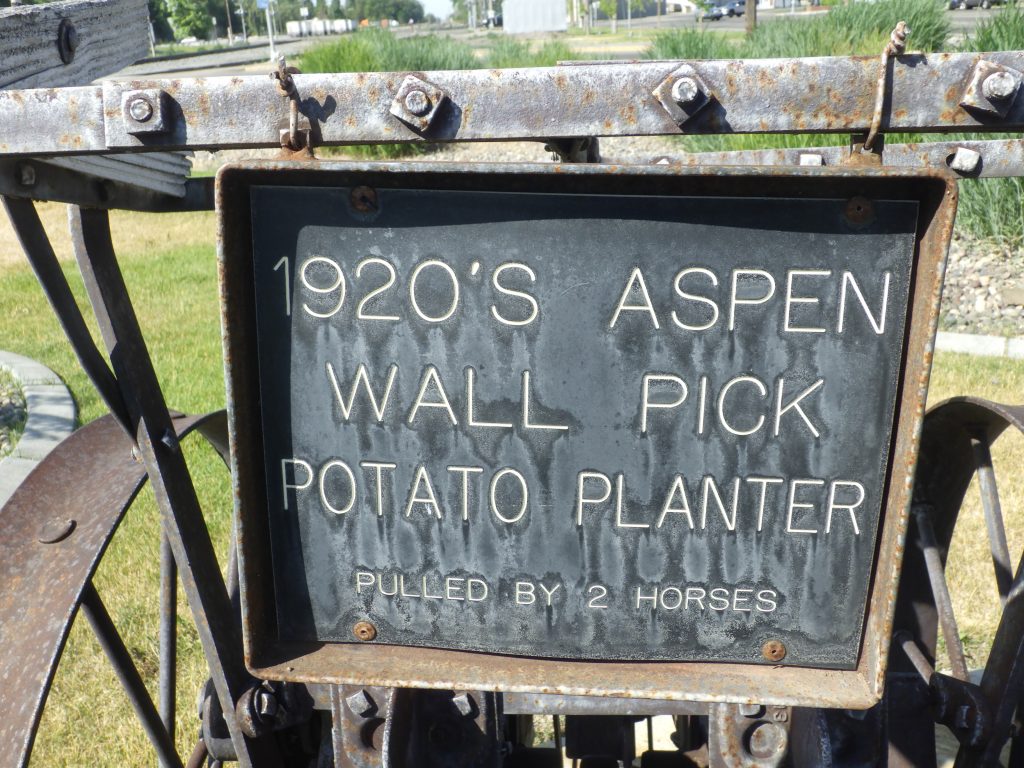 1920'S ASPEN
WALL PICK
POTATO PLANTER
PULLED BY 2 HORSES